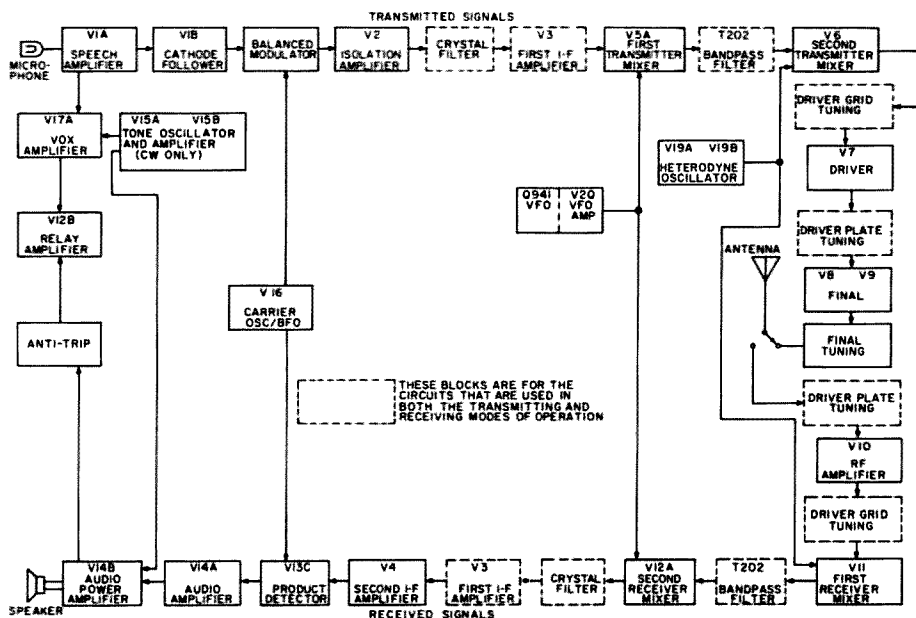 TRANSMITTED SIGNALS
MICRO-
PHONE
V1A
SPEECH
AMPLIFIER
V1B
CATHODE
FOLLOWER
BALANCED
MODULATOR
V2
ISOLATION
AMPLIFIER
CRYSTAL
FILTER
V3
FIRST I-F
AMPLIFIER
V5A
FIRST
TRANSMITTER
MIXER
T202
BANDPASS
FILTER
V6
SECOND
TRANSMITTER
MIXER
DRIVER GRID
TUNING
V17A
VOX
AMPLIFIER
V15A V15B
TONE OSCILLATOR
AND AMPLIFIER
(CW ONLY)
V19A V19B
HETERODYNE
OSCILLATOR
V7
DRIVER
Q941 V20
VFO VFO
AMP
V12B
RELAY
AMPLIFIER
DRIVER PLATE
TUNING
ANTENNA
V8 V9
FINAL
V16
CARRIER
OSC/BFO
ANTI-TRIP
FINAL
TUNING
THESE BLOCKS ARE FOR THE
CIRCUITS THAT ARE USED IN
BOTH THE TRANSMITTING AND
RECEIVING MODES OF OPERATION
DRIVER PLATE
TUNING
V10
RF
AMPLIFIER
DRIVER GRID
TUNING
SPEAKER
V14B
AUDIO
POWER
AMPLIFIER
V14A
AUDIO
AMPLIFIER
V13C
PRODUCT
DETECTOR
V4
SECOND I-F
AMPLIFIER
V3
FIRST I-F
AMPLIFIER
CRYSTAL
FILTER
V12A
SECOND
RECEIVER
MIXER
T202
BANDPASS
FILTER
V11
FIRST
RECEIVER
MIXER
RECEIVED SIGNALS